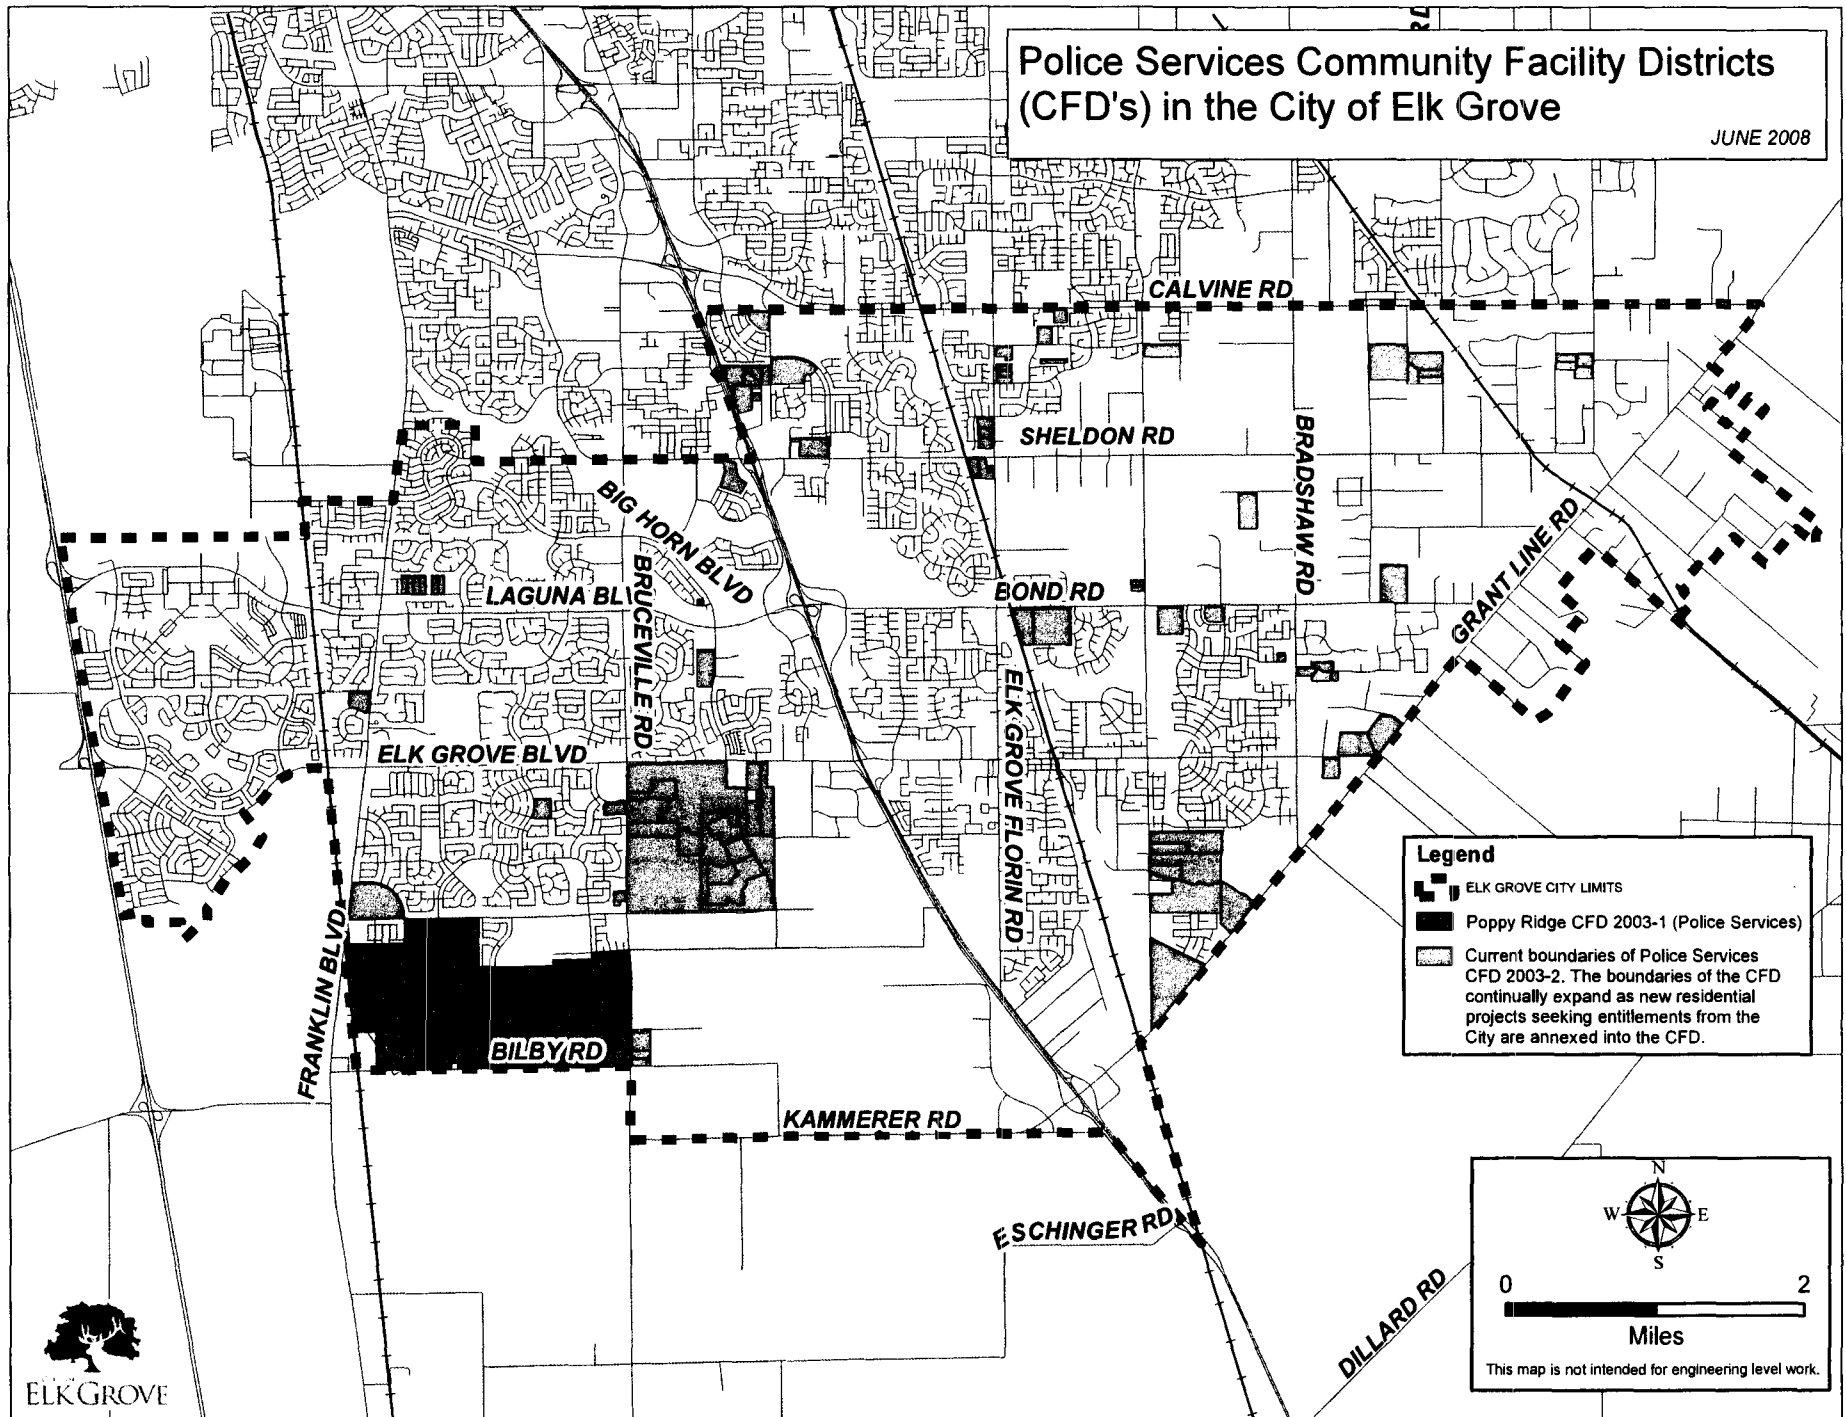 RD
Police Services Community Facility Districts
(CFD's) in the City of Elk Grove
JUNE 2008
CALVINE RD
SHELDON RD
BRADSHAW RD
BIG HORN BLVD
GRANT LINE RD
LAGUNA BL
BRUCEVILLE RD
BOND RD
ELK GROVE FLORIN RD
ELK GROVE BLVD
Legend
ELK GROVE CITY LIMITS
Poppy Ridge CFD 2003-1 (Police Services)
Current boundaries of Police Services
CFD 2003-2. The boundaries of the CFD
continually expand as new residential
projects seeking entitlements from the
City are annexed into the CFD.
FRANKLIN BLVD
BILBY RD
KAMMERER RD
ESCHINGER RD
DILLARD RD
N
W E
S
0 2
Miles
This map is not intended for engineering level work.
ELK GROVE